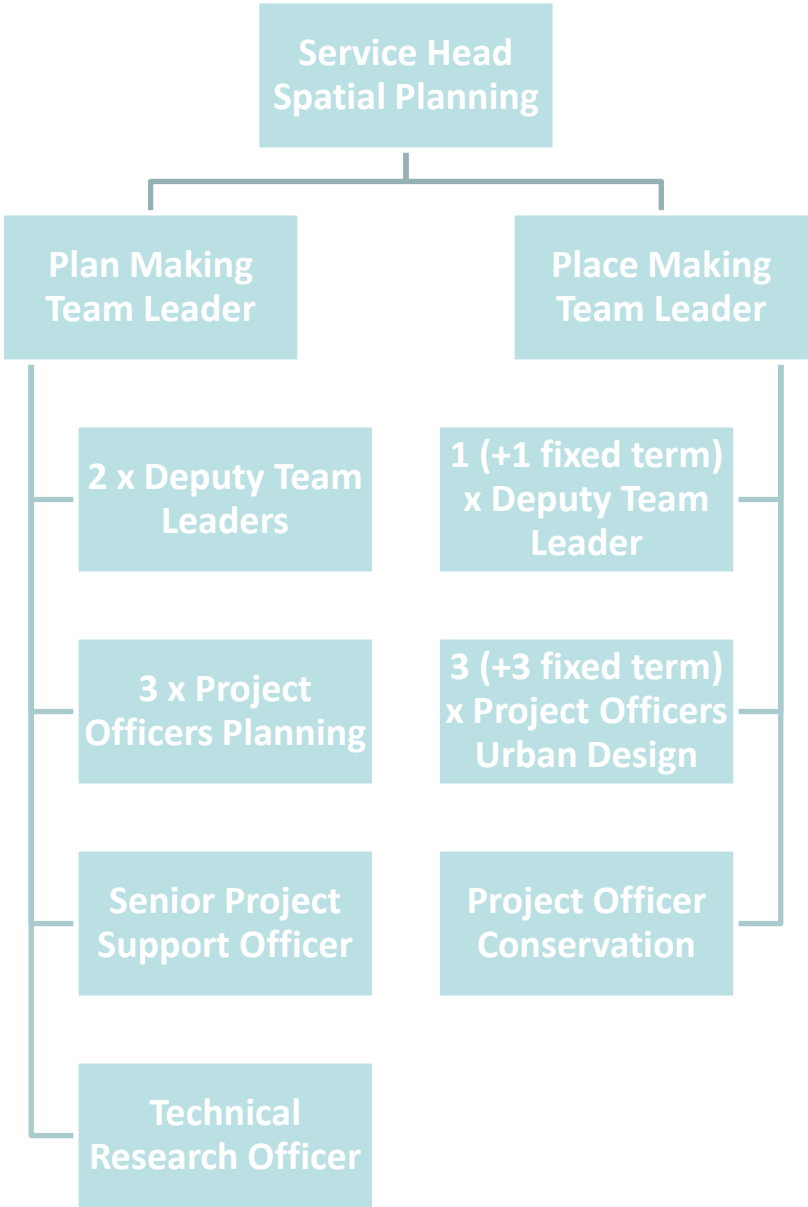 Service Head
Spatial Planning
Plan Making
Team Leader
Place Making
Team Leader
2 x Deputy Team
Leaders
1 (+1 fixed term)
x Deputy Team
Leader
3 x Project
Officers Planning
3 (+3 fixed term)
x Project Officers
Urban Design
Senior Project
Support Officer
Project Officer
Conservation
Technical
Research Officer